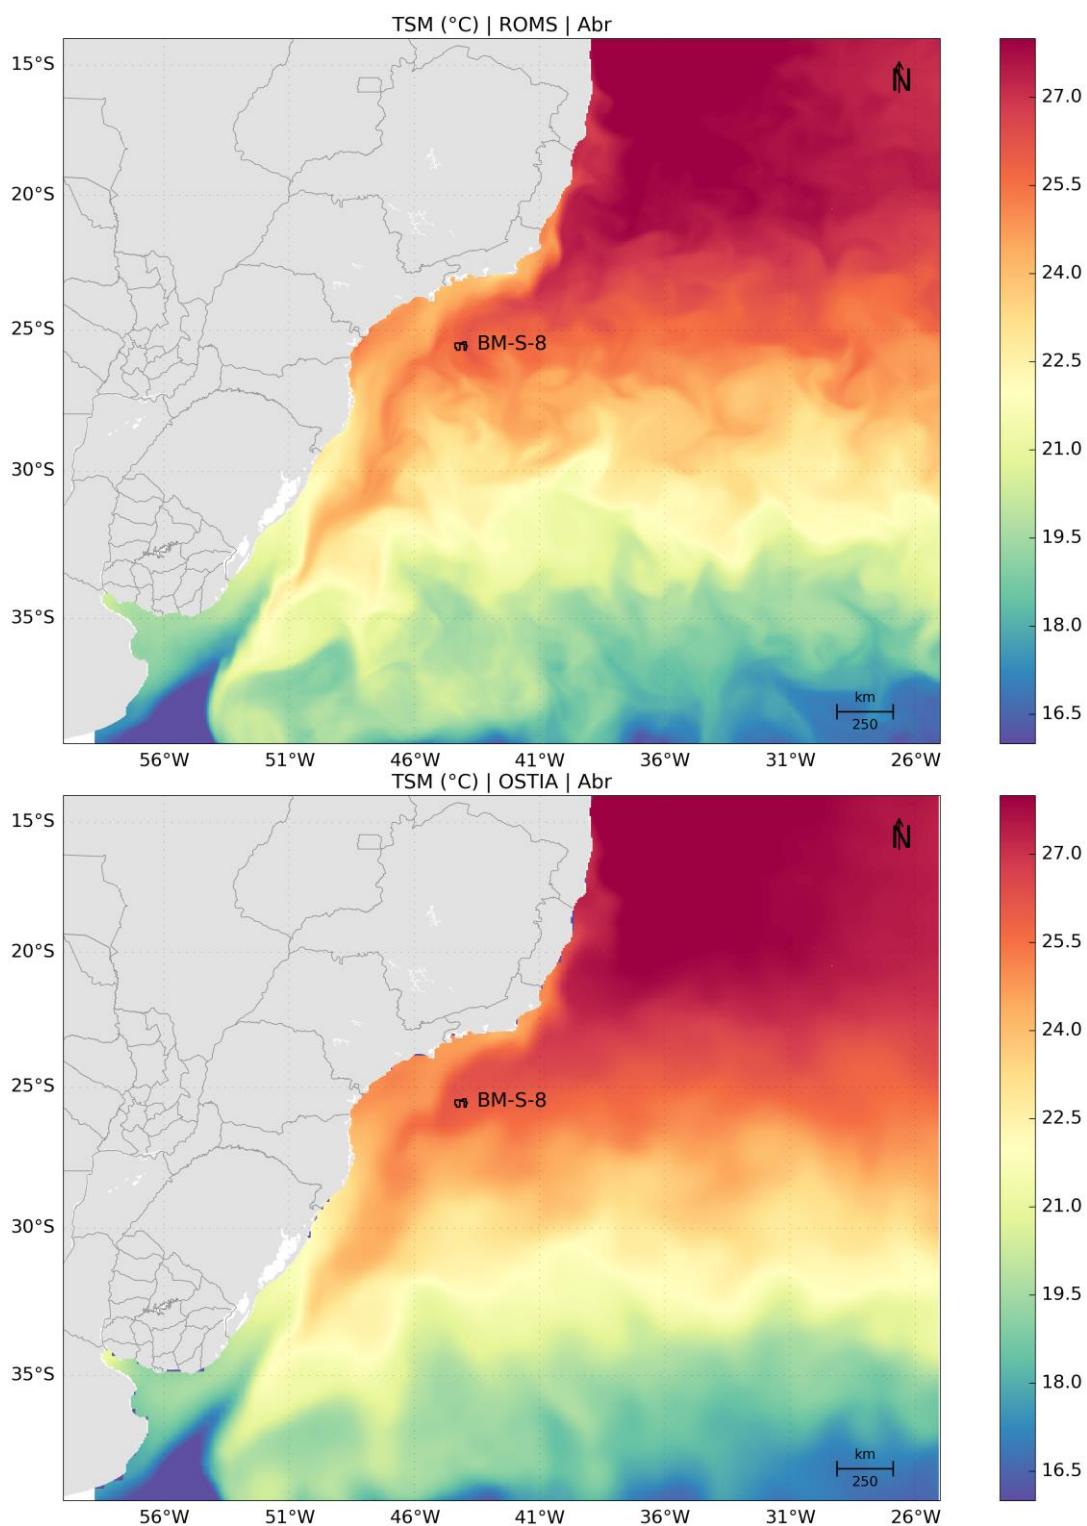 TSM (°C) | ROMS | Abr
15°S
N
27.0
20°S
25.5
24.0
25°S
BM-S-8
22.5
21.0
30°S
19.5
35°S
18.0
km
250
16.5
56°W 51°W 46°W 41°W 36°W 31°W 26°W
TSM (°C) | OSTIA | Abr
15°S
N
27.0
20°S
25.5
24.0
25°S
BM-S-8
22.5
21.0
30°S
19.5
35°S
18.0
km
250
16.5
56°W 51°W 46°W 41°W 36°W 31°W 26°W